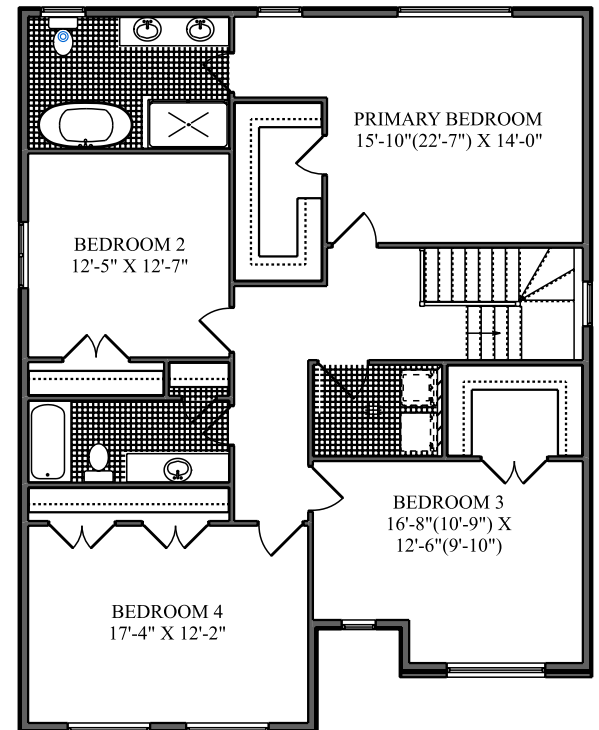 PRIMARY BEDROOM
15'-10"(22'-7") X 14'-0"
BEDROOM 2
12'-5" X 12'-7"
BEDROOM 3
16'-8"(10'-9") X
12'-6"(9'-10")
BEDROOM 4
17'-4" X 12'-2"